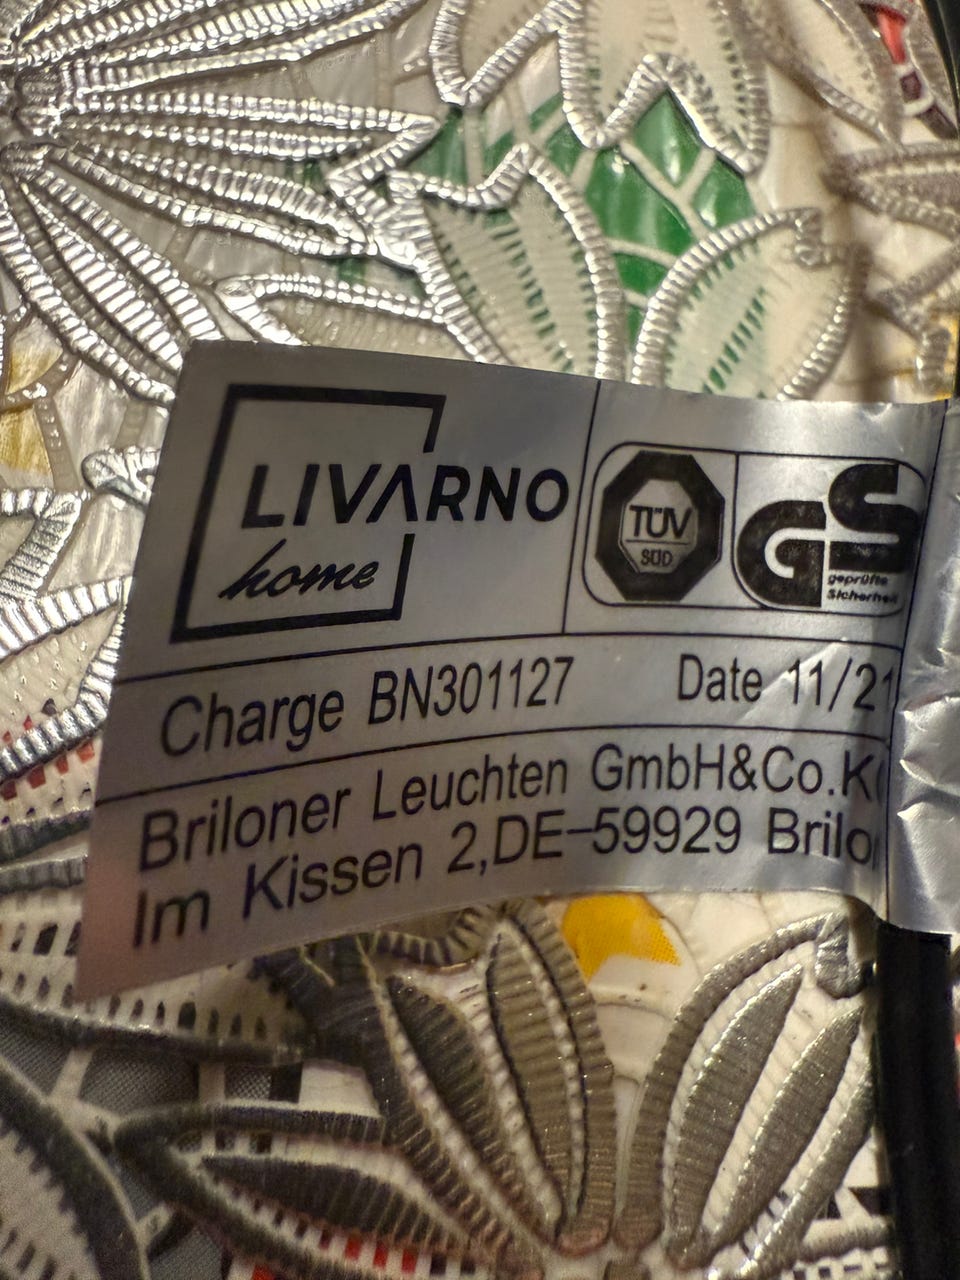 LIVARNO
home
TÜV
SÜD
GS
geprüfte
Sicherheit
Charge BN301127 Date 11/21
Briloner Leuchten GmbH&Co.K
Im Kissen 2,DE-59929 Brilo